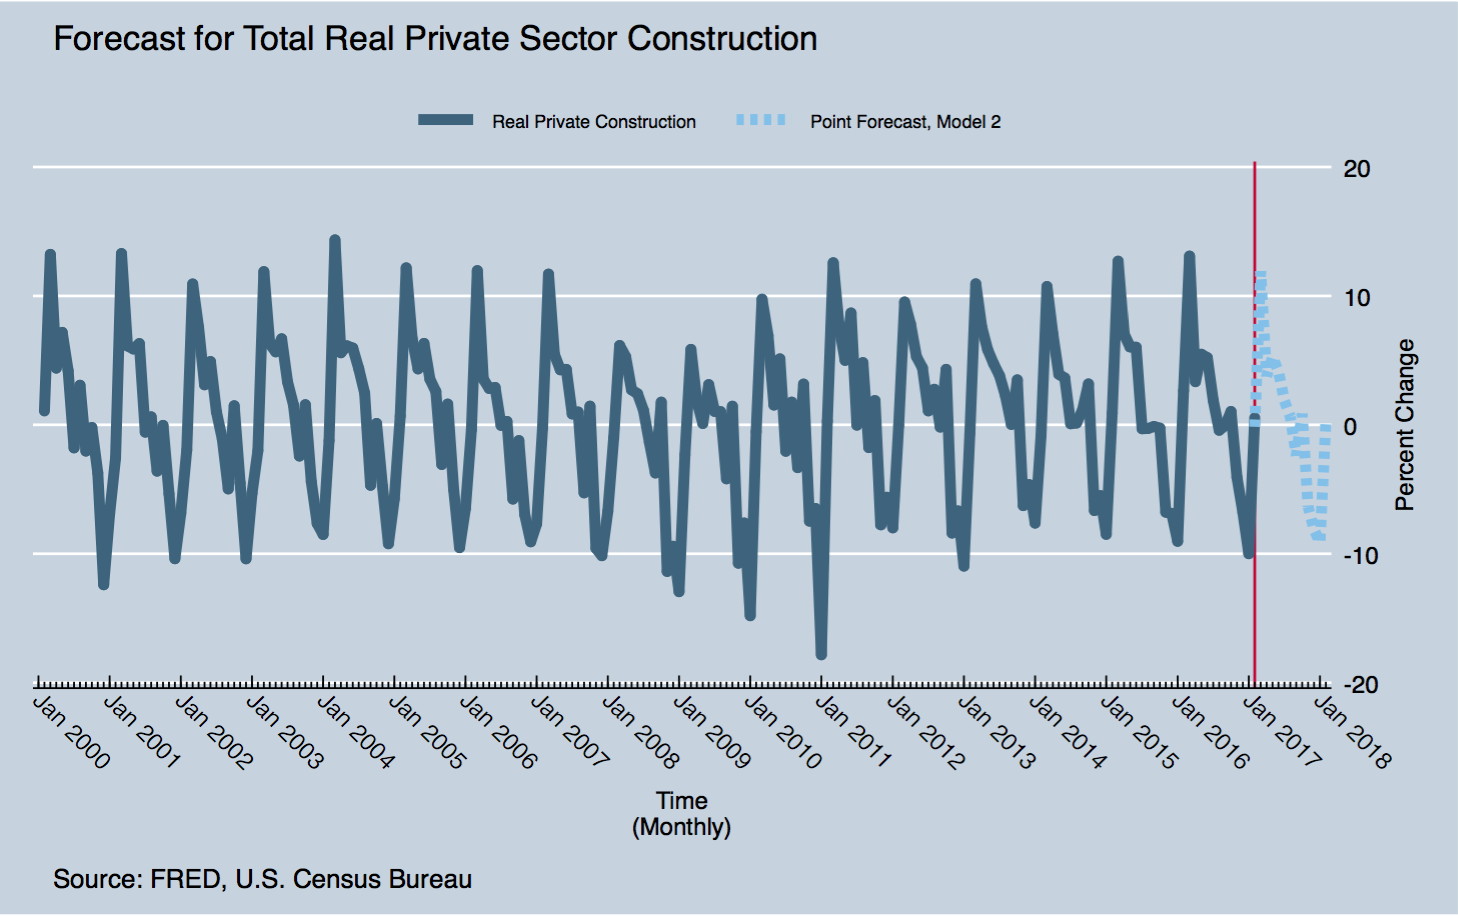 Forecast for Total Real Private Sector Construction
Real Private Construction
Point Forecast, Model 2
20
10
0
-10
-20
Percent Change
Jan 2000
Jan 2001
Jan 2002
Jan 2003
Jan 2004
Jan 2005
Jan 2006
Jan 2007
Jan 2008
Jan 2009
Jan 2010
Jan 2011
Jan 2012
Jan 2013
Jan 2014
Jan 2015
Jan 2016
Jan 2017
Jan 2018
Time
(Monthly)
Source: FRED, U.S. Census Bureau